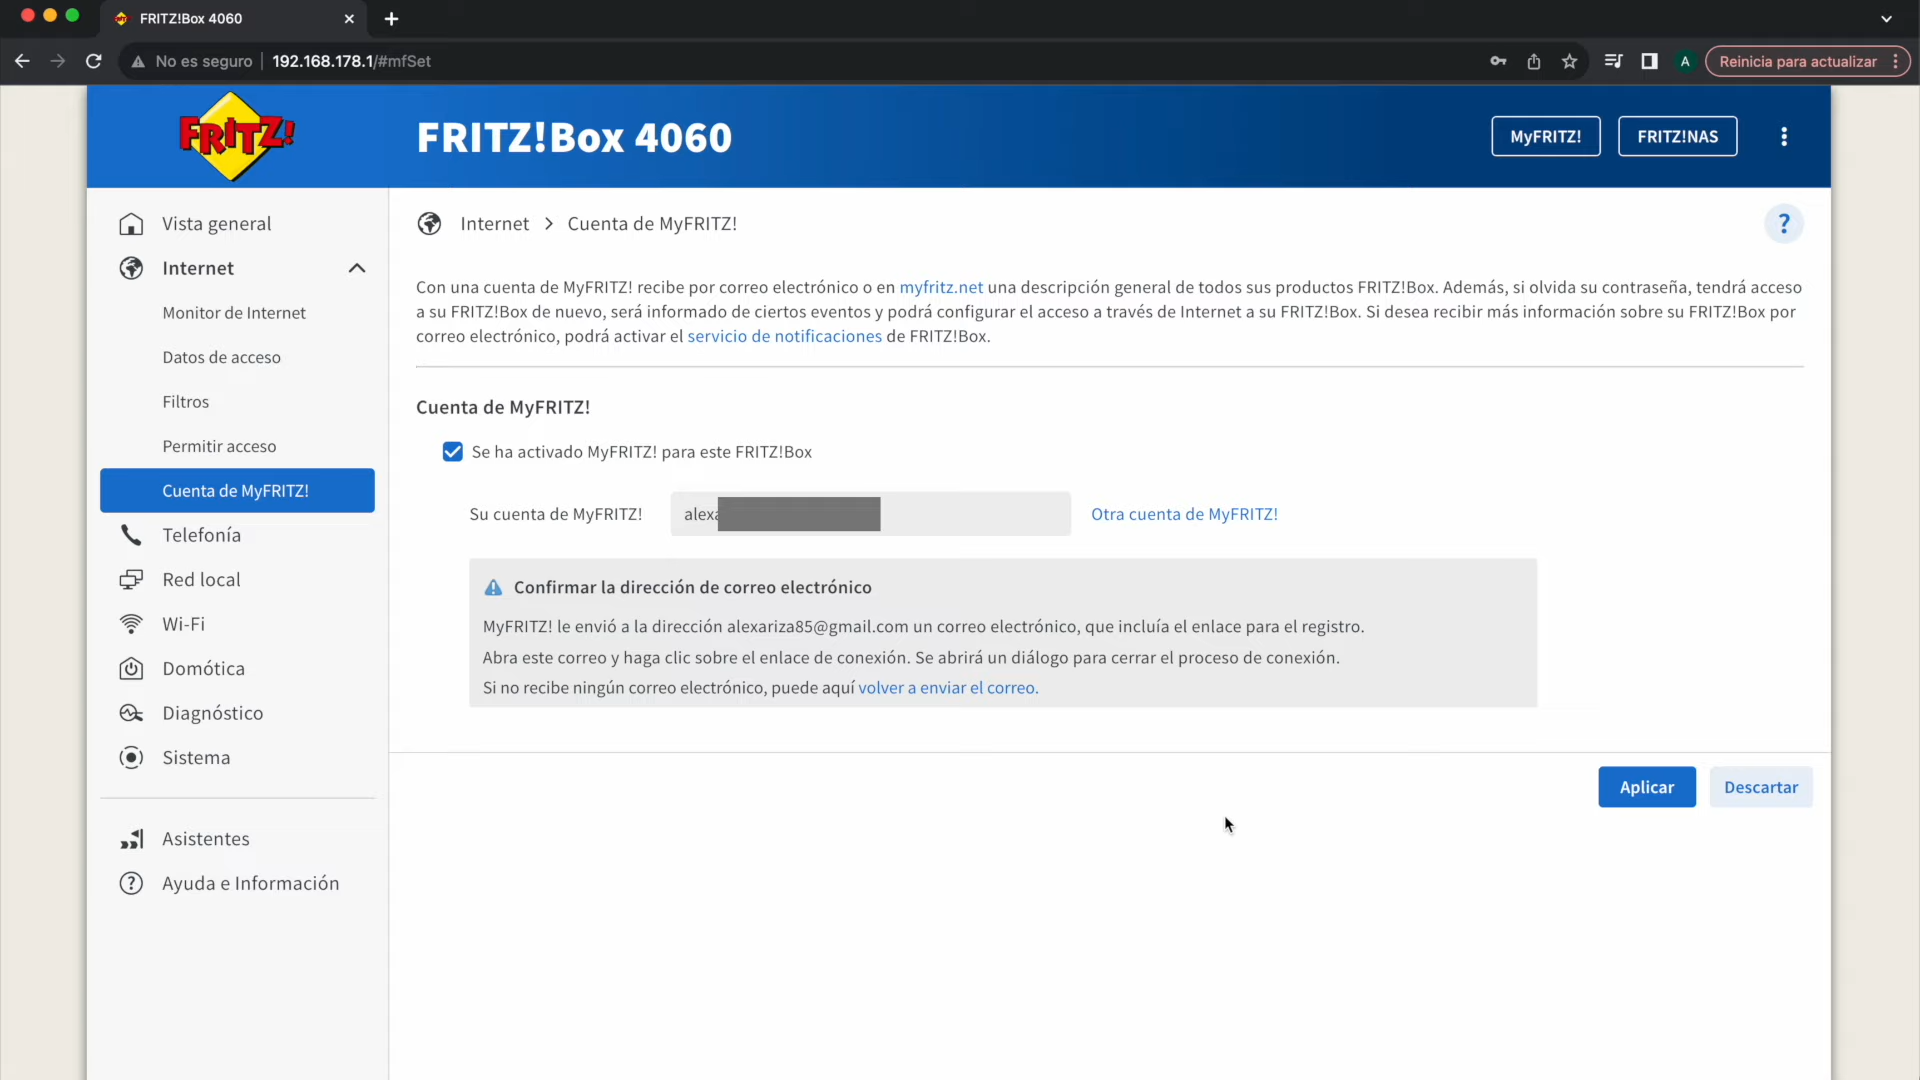 FRITZ!Box 4060
No es seguro
192.168.178.1/#mfSet
A
Reinicia para actualizar
FRITZ!
FRITZ!Box 4060
MyFRITZ!
FRITZ!NAS
Vista general
Internet
Monitor de Internet
Datos de acceso
Filtros
Permitir acceso
Cuenta de MyFRITZ!
Telefonía
Red local
Wi-Fi
Domótica
Diagnóstico
Sistema
Asistentes
Ayuda e Información
Internet > Cuenta de MyFRITZ!
?
Con una cuenta de MyFRITZ! recibe por correo electrónico o en myfritz.net una descripción general de todos sus productos FRITZ!Box. Además, si olvida su contraseña, tendrá acceso
a su FRITZ!Box de nuevo, será informado de ciertos eventos y podrá configurar el acceso a través de Internet a su FRITZ!Box. Si desea recibir más información sobre su FRITZ!Box por
correo electrónico, podrá activar el servicio de notificaciones de FRITZ!Box.
Cuenta de MyFRITZ!
Se ha activado MyFRITZ! para este FRITZ!Box
Su cuenta de MyFRITZ! alexa
Otra cuenta de MyFRITZ!
Confirmar la dirección de correo electrónico
MyFRITZ! le envió a la dirección alexariza85@gmail.com un correo electrónico, que incluía el enlace para el registro.
Abra este correo y haga clic sobre el enlace de conexión. Se abrirá un diálogo para cerrar el proceso de conexión.
Si no recibe ningún correo electrónico, puede aquí volver a enviar el correo.
Aplicar
Descartar